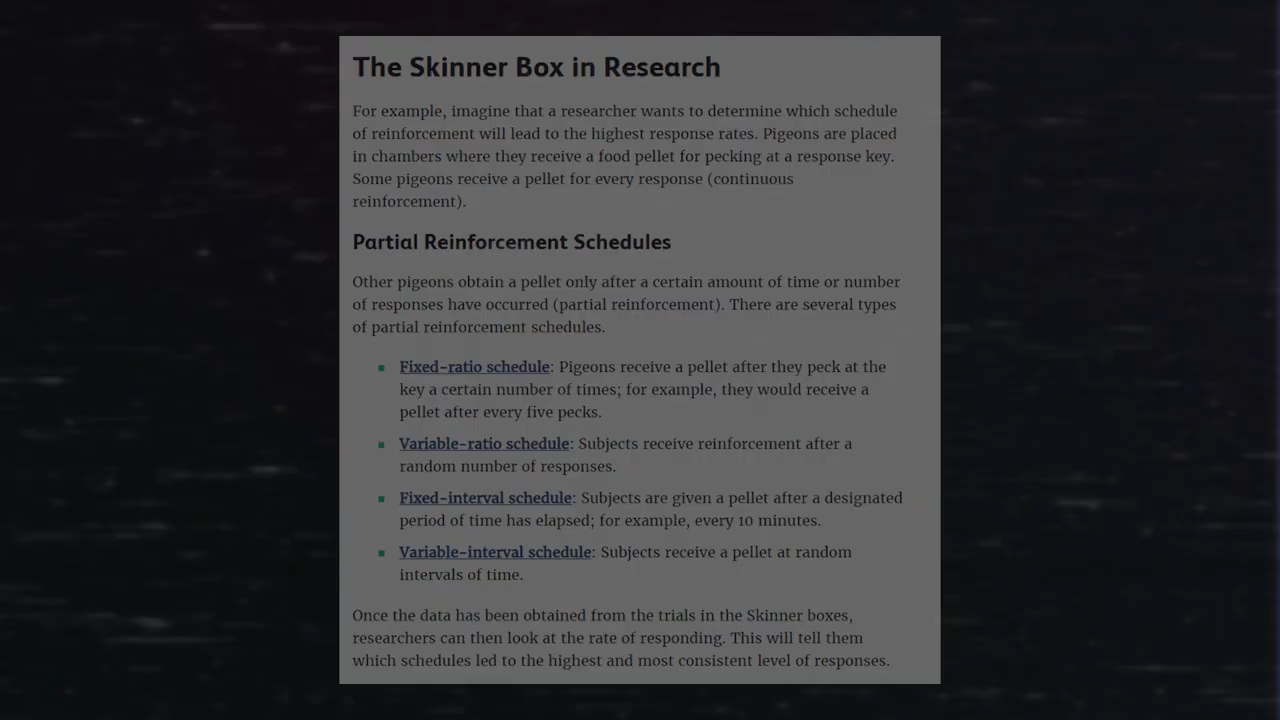 The Skinner Box in Research
For example, imagine that a researcher wants to determine which schedule
of reinforcement will lead to the highest response rates. Pigeons are placed
in chambers where they receive a food pellet for pecking at a response key.
Some pigeons receive a pellet for every response (continuous
reinforcement).
Partial Reinforcement Schedules
Other pigeons obtain a pellet only after a certain amount of time or number
of responses have occurred (partial reinforcement). There are several types
of partial reinforcement schedules.
Fixed-ratio schedule: Pigeons receive a pellet after they peck at the
key a certain number of times; for example, they would receive a
pellet after every five pecks.
Variable-ratio schedule: Subjects receive reinforcement after a
random number of responses.
Fixed-interval schedule: Subjects are given a pellet after a designated
period of time has elapsed; for example, every 10 minutes.
Variable-interval schedule: Subjects receive a pellet at random
intervals of time.
Once the data has been obtained from the trials in the Skinner boxes,
researchers can then look at the rate of responding. This will tell them
which schedules led to the highest and most consistent level of responses.